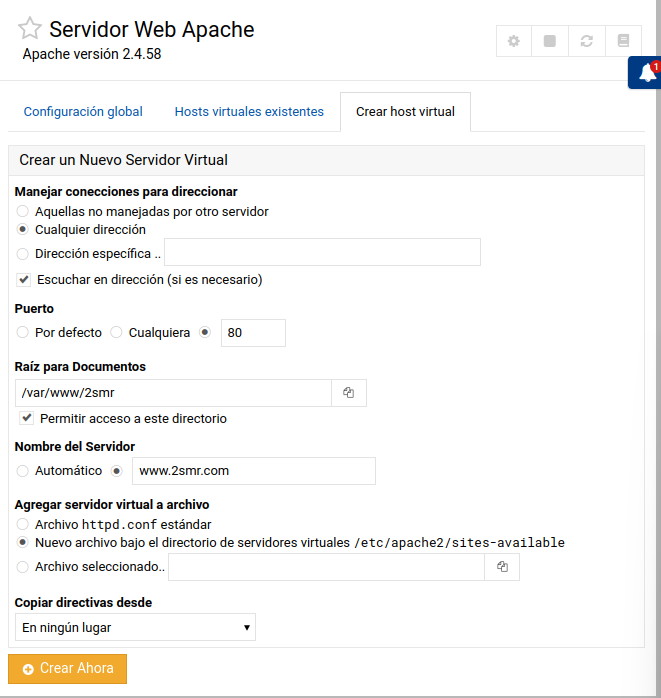 Servidor Web Apache
Apache versión 2.4.58
1
Configuración global Hosts virtuales existentes Crear host virtual
Crear un Nuevo Servidor Virtual
Manejar conecciones para direccionar
Aquellas no manejadas por otro servidor
Cualquier dirección
Dirección específica ..
Escuchar en dirección (si es necesario)
Puerto
Por defecto Cualquiera 80
Raíz para Documentos
/var/www/2smr
Permitir acceso a este directorio
Nombre del Servidor
Automático www.2smr.com
Agregar servidor virtual a archivo
Archivo httpd.conf estándar
Nuevo archivo bajo el directorio de servidores virtuales /etc/apache2/sites-available
Archivo seleccionado..
Copiar directivas desde
En ningún lugar
Crear Ahora